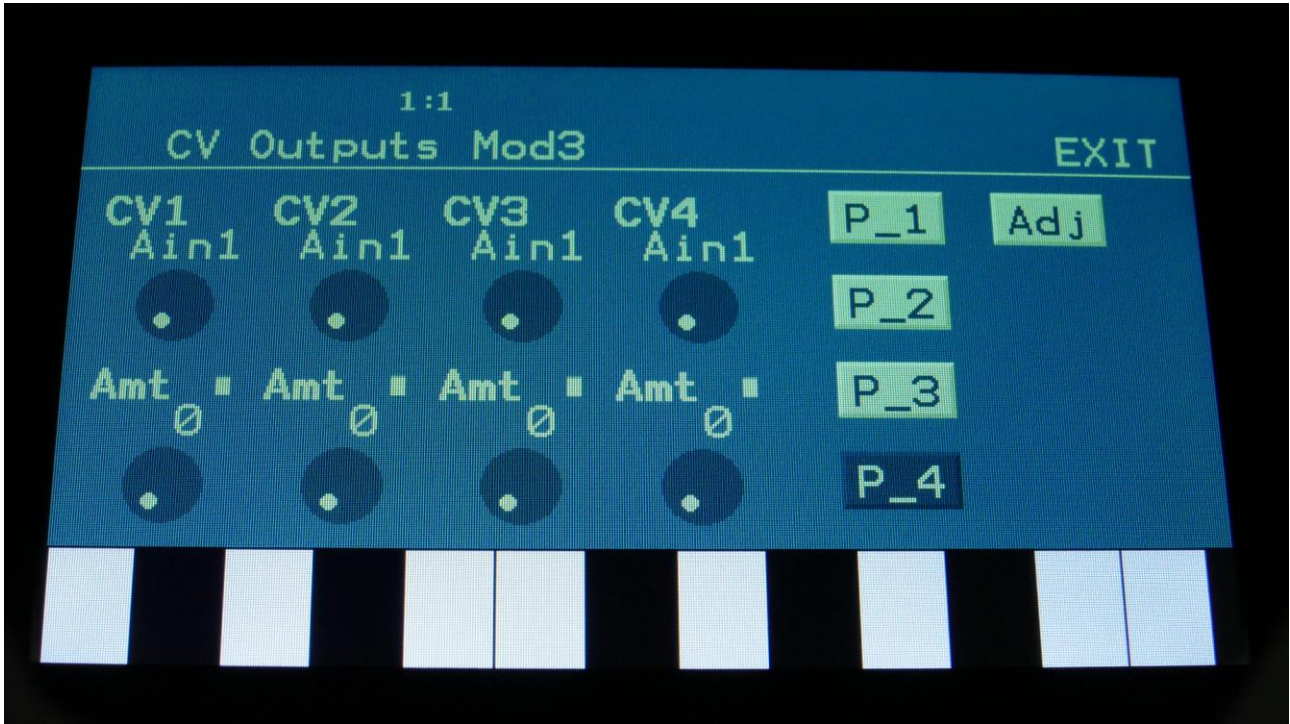 1:1
CV Outputs Mod3 EXIT
CV1 CV2 CV3 CV4 P_1 Adj
Ain1 Ain1 Ain1 Ain1
P_2
Amt Amt Amt Amt P_3
0 0 0 0
P_4